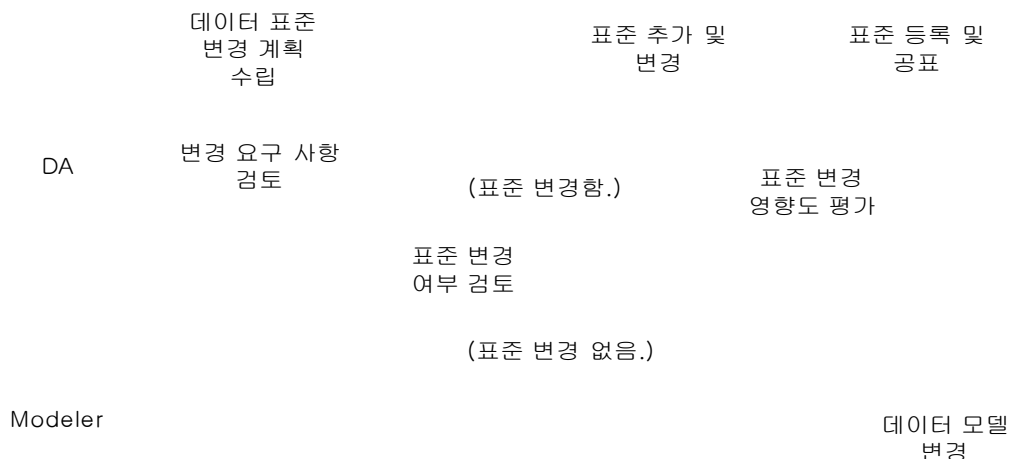 데이터 표준
변경 계획
수립
표준 추가 및
변경
표준 등록 및
공표
DA
변경 요구 사항
검토
(표준 변경함.)
표준 변경
영향도 평가
표준 변경
여부 검토
(표준 변경 없음.)
Modeler
데이터 모델
변경